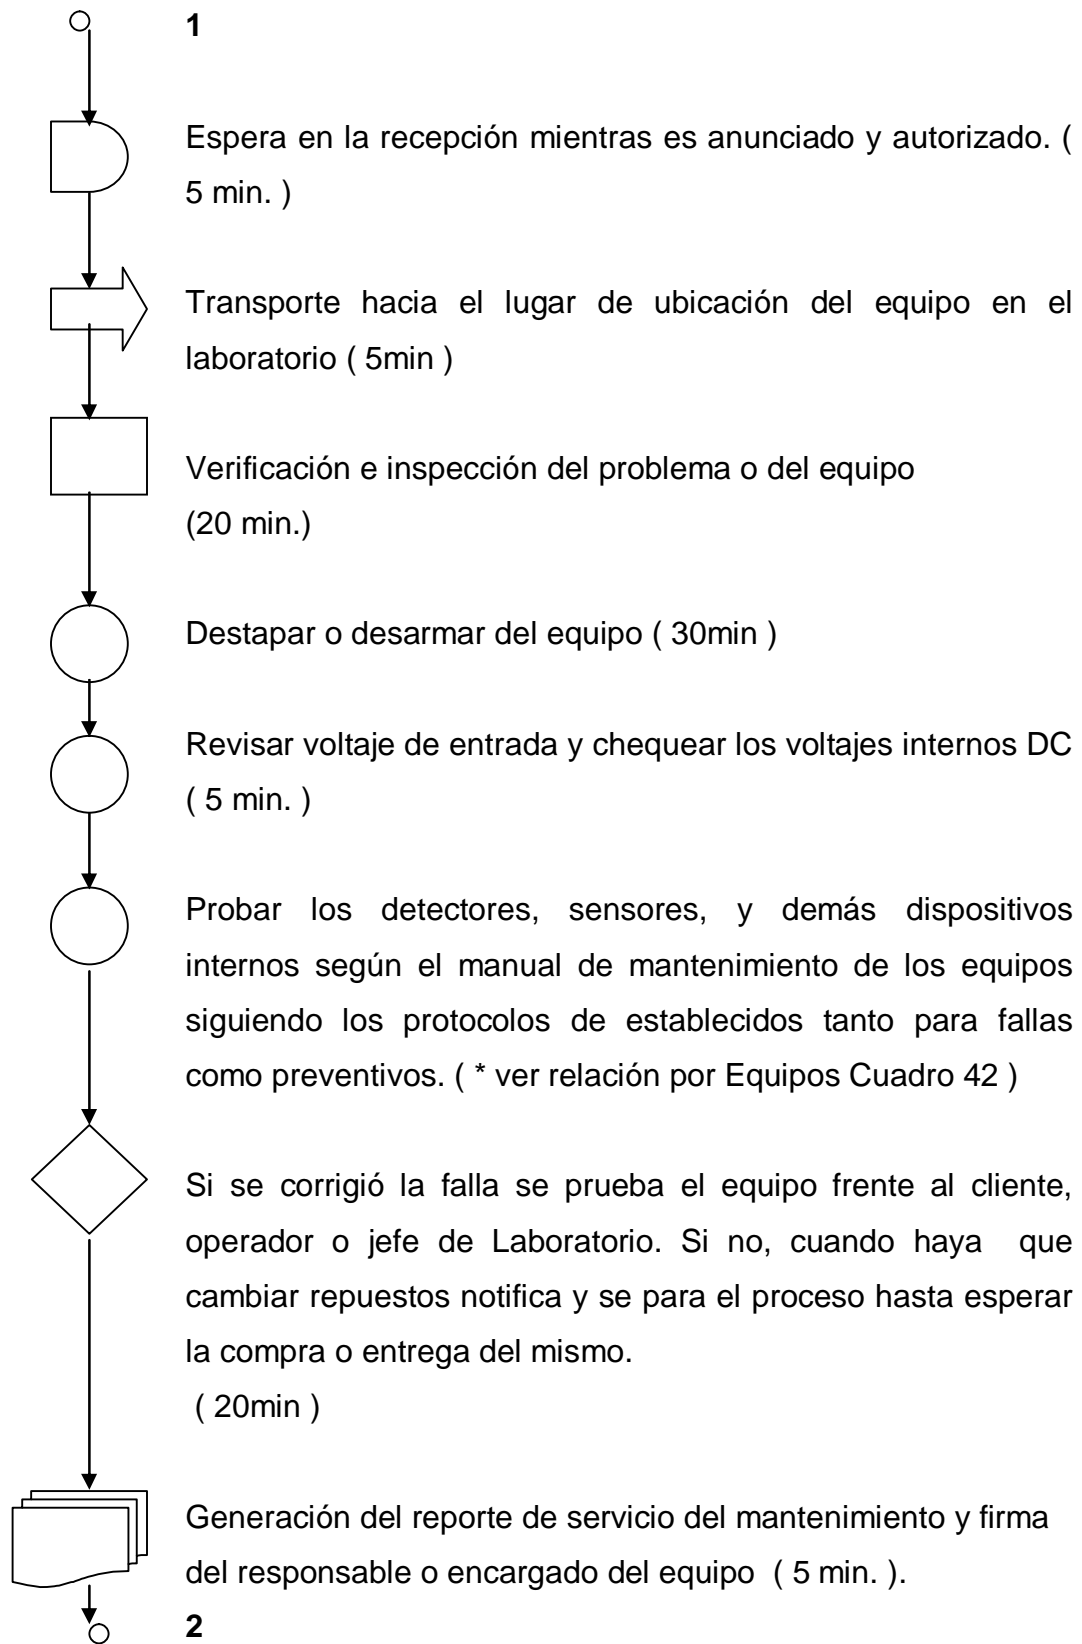 1
Espera en la recepción mientras es anunciado y autorizado. (
5 min. )
Transporte hacia el lugar de ubicación del equipo en el
laboratorio ( 5min )
Verificación e inspección del problema o del equipo
(20 min.)
Destapar o desarmar del equipo ( 30min )
Revisar voltaje de entrada y chequear los voltajes internos DC
( 5 min. )
Probar los detectores, sensores, y demás dispositivos
internos según el manual de mantenimiento de los equipos
siguiendo los protocolos de establecidos tanto para fallas
como preventivos. ( * ver relación por Equipos Cuadro 42 )
Si se corrigió la falla se prueba el equipo frente al cliente,
operador o jefe de Laboratorio. Si no, cuando haya que
cambiar repuestos notifica y se para el proceso hasta esperar
la compra o entrega del mismo.
( 20min )
Generación del reporte de servicio del mantenimiento y firma
del responsable o encargado del equipo ( 5 min. ).
2